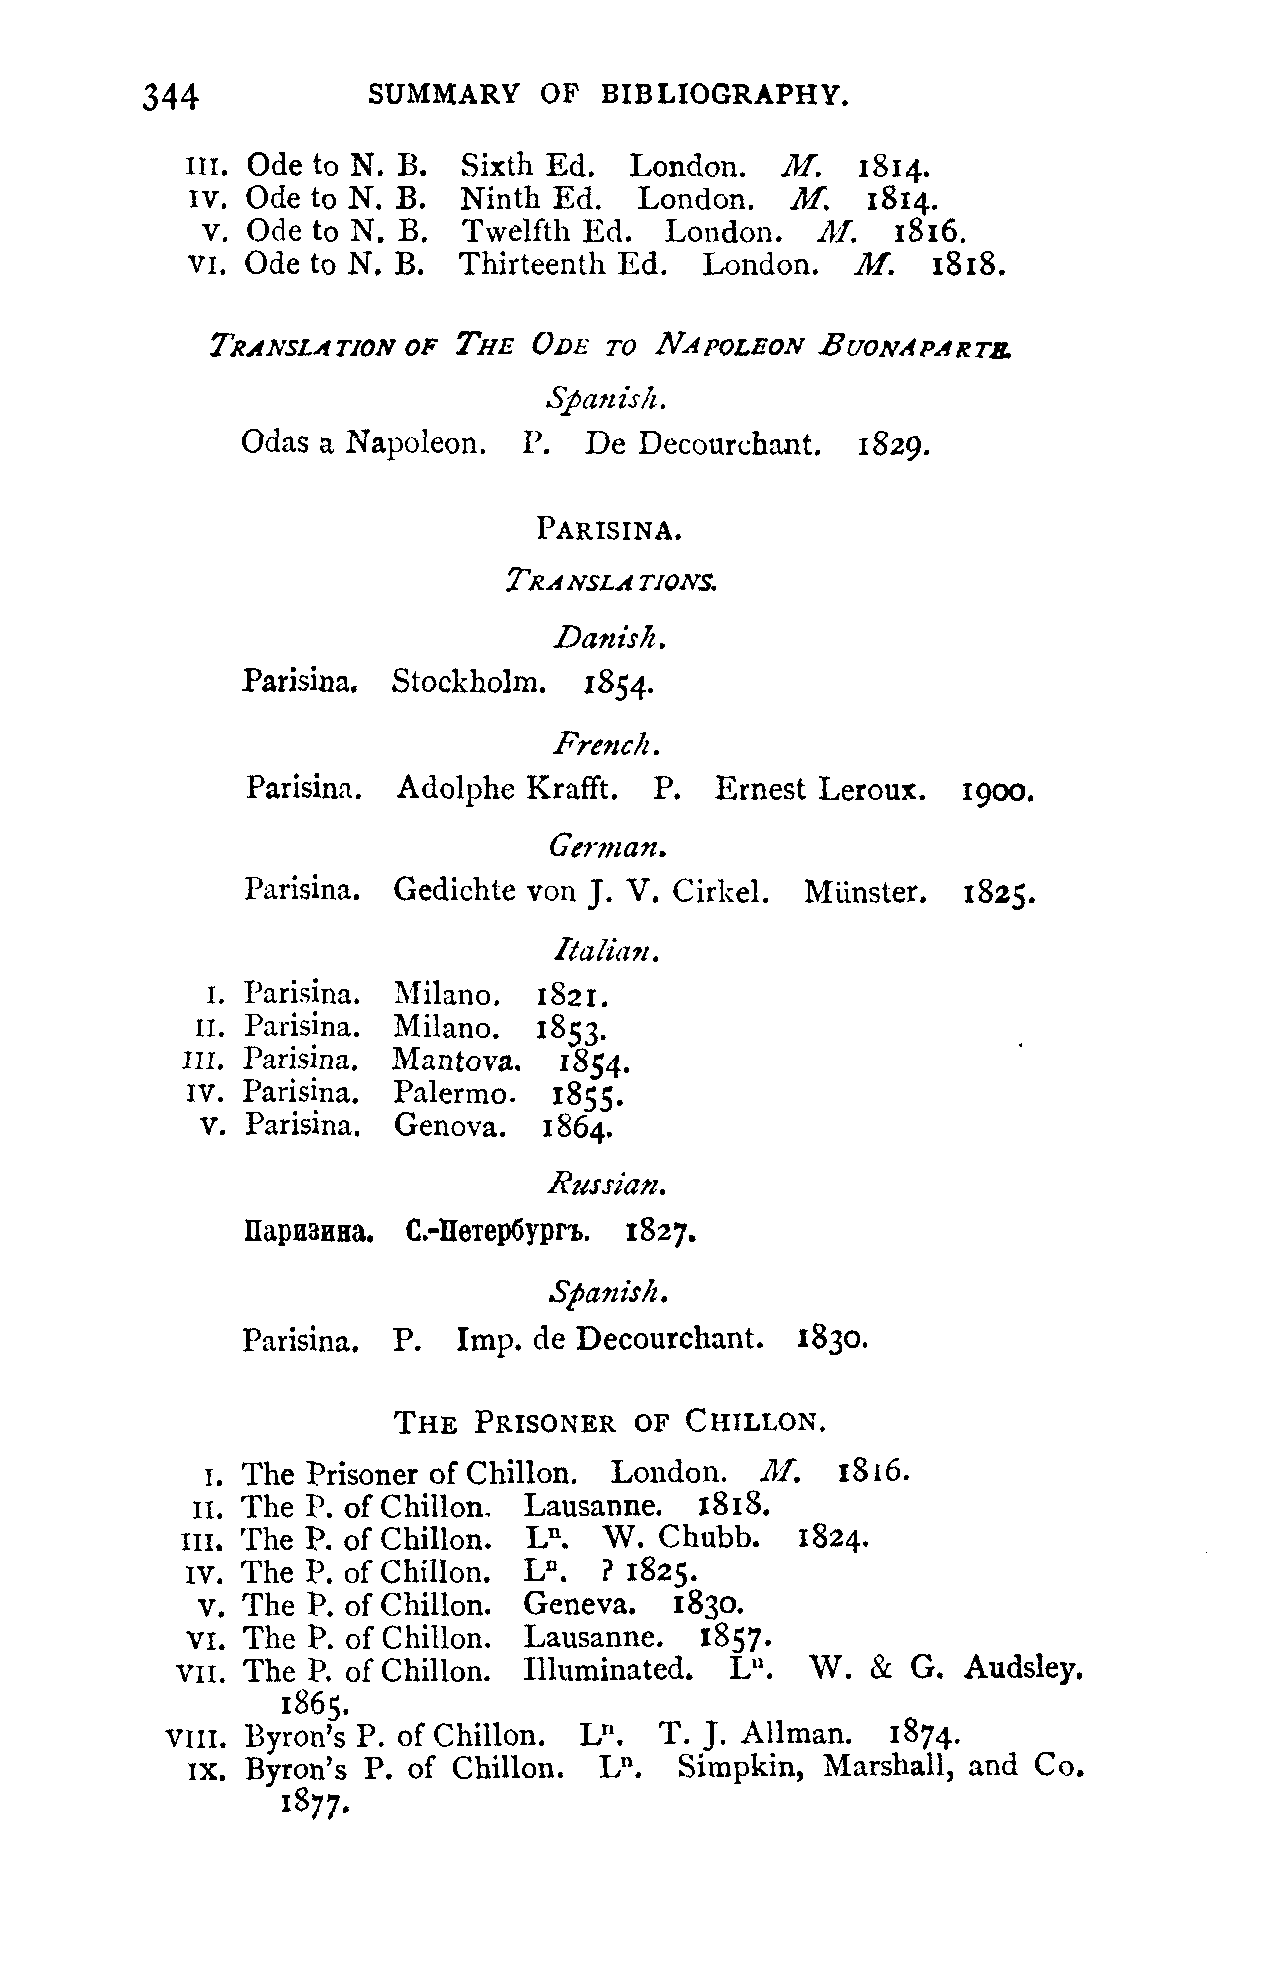 344 SUMMARY OF BIBLIOGRAPHY.
III. Ode to N. B. Sixth Ed. London. M. 1814.
IV. Ode to N. B. Ninth Ed. London. M. 1814.
V. Ode to N. B. Twelfth Ed. London. M. 1816.
VI. Ode to N. B. Thirteenth Ed. London. M. 1818.
TRANSLATION OF THE ODE TO NAPOLEON BUONAPARTE.
Spanish.
Odas a Napoleon. P. De Decourchant. 1829.
PARISINA.
TRANSLATIONS.
Danish.
Parisina. Stockholm. 1854.
French.
Parisina. Adolphe Krafft. P. Ernest Leroux. 1900.
German.
Parisina. Gedichte von J. V. Cirkel. Münster. 1825.
Italian.
I. Parisina. Milano. 1821.
II. Parisina. Milano. 1853.
III. Parisina. Mantova. 1854.
IV. Parisina. Palermo. 1855.
V. Parisina. Genova. 1864.
Russian.
Паризина. С.-Петербургъ. 1827.
Spanish.
Parisina. P. Imp. de Decourchant. 1830.
THE PRISONER OF CHILLON.
I. The Prisoner of Chillon. London. M. 1816.
II. The P. of Chillon. Lausanne. 1818.
III. The P. of Chillon. Lⁿ. W. Chubb. 1824.
IV. The P. of Chillon. Lⁿ. ? 1825.
V. The P. of Chillon. Geneva. 1830.
VI. The P. of Chillon. Lausanne. 1857.
VII. The P. of Chillon. Illuminated. Lⁿ. W. & G. Audsley.
1865.
VIII. Byron's P. of Chillon. Lⁿ. T. J. Allman. 1874.
IX. Byron's P. of Chillon. Lⁿ. Simpkin, Marshall, and Co.
1877.